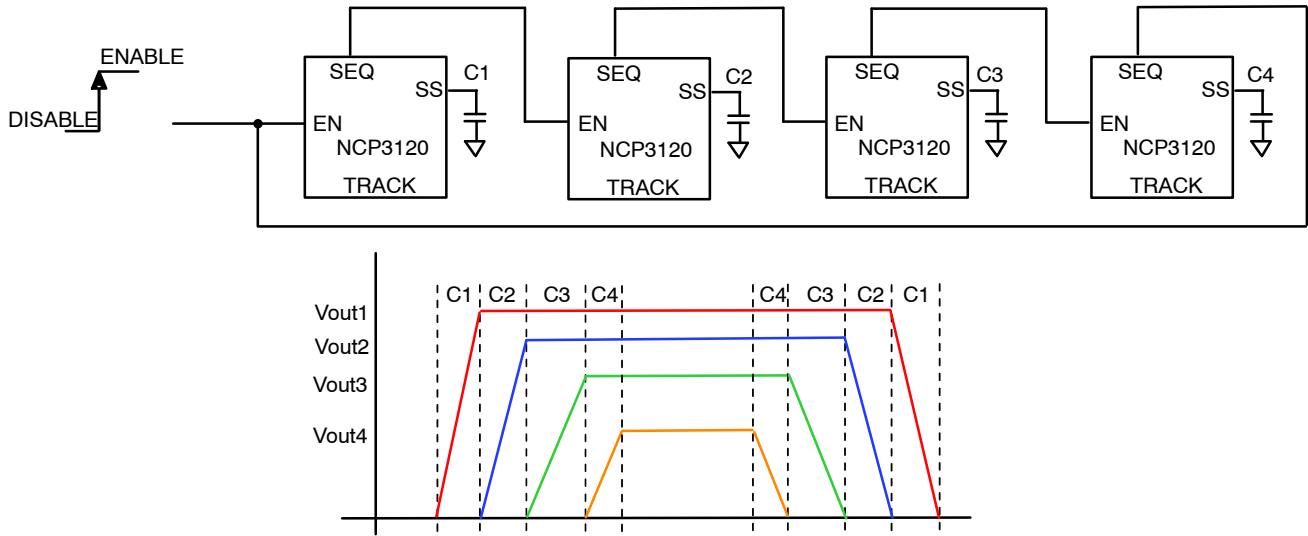 ENABLE
DISABLE
SEQ
SS
C1
EN
NCP3120
TRACK
SEQ
SS
C2
EN
NCP3120
TRACK
SEQ
SS
C3
EN
NCP3120
TRACK
SEQ
SS
C4
EN
NCP3120
TRACK
C1 C2 C3 C4 C4 C3 C2 C1
Vout1
Vout2
Vout3
Vout4